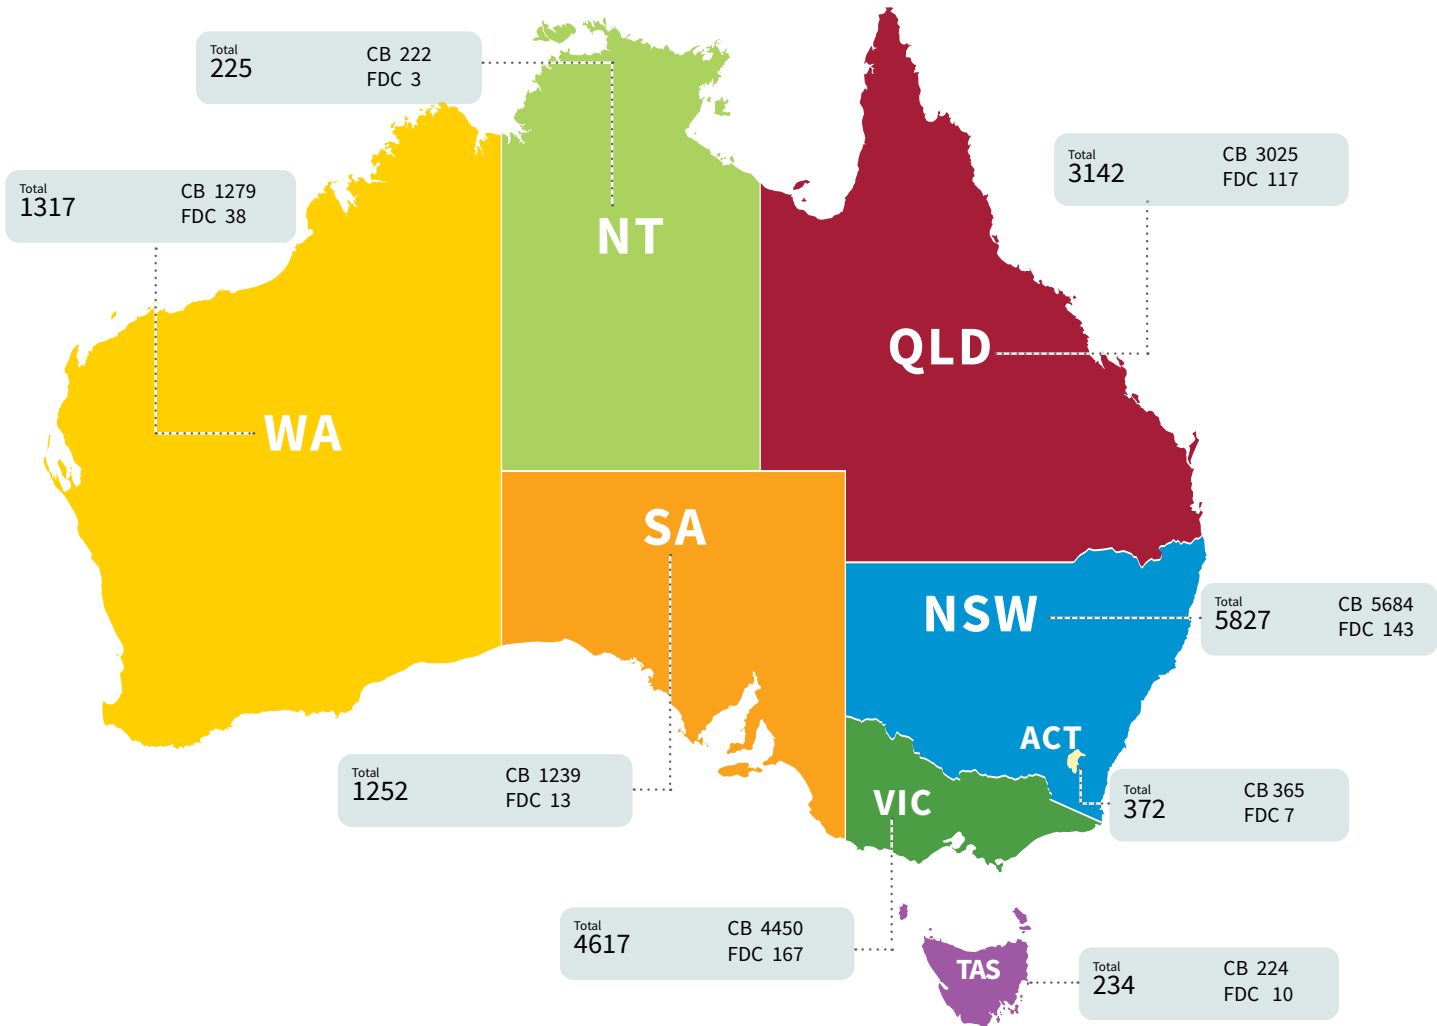 Total
225
CB 222
FDC 3
Total
1317
CB 1279
FDC 38
Total
3142
CB 3025
FDC 117
NT
QLD
WA
SA
NSW
Total
5827
CB 5684
FDC 143
ACT
Total
1252
CB 1239
FDC 13
VIC
Total
372
CB 365
FDC 7
Total
4617
CB 4450
FDC 167
TAS
Total
234
CB 224
FDC 10